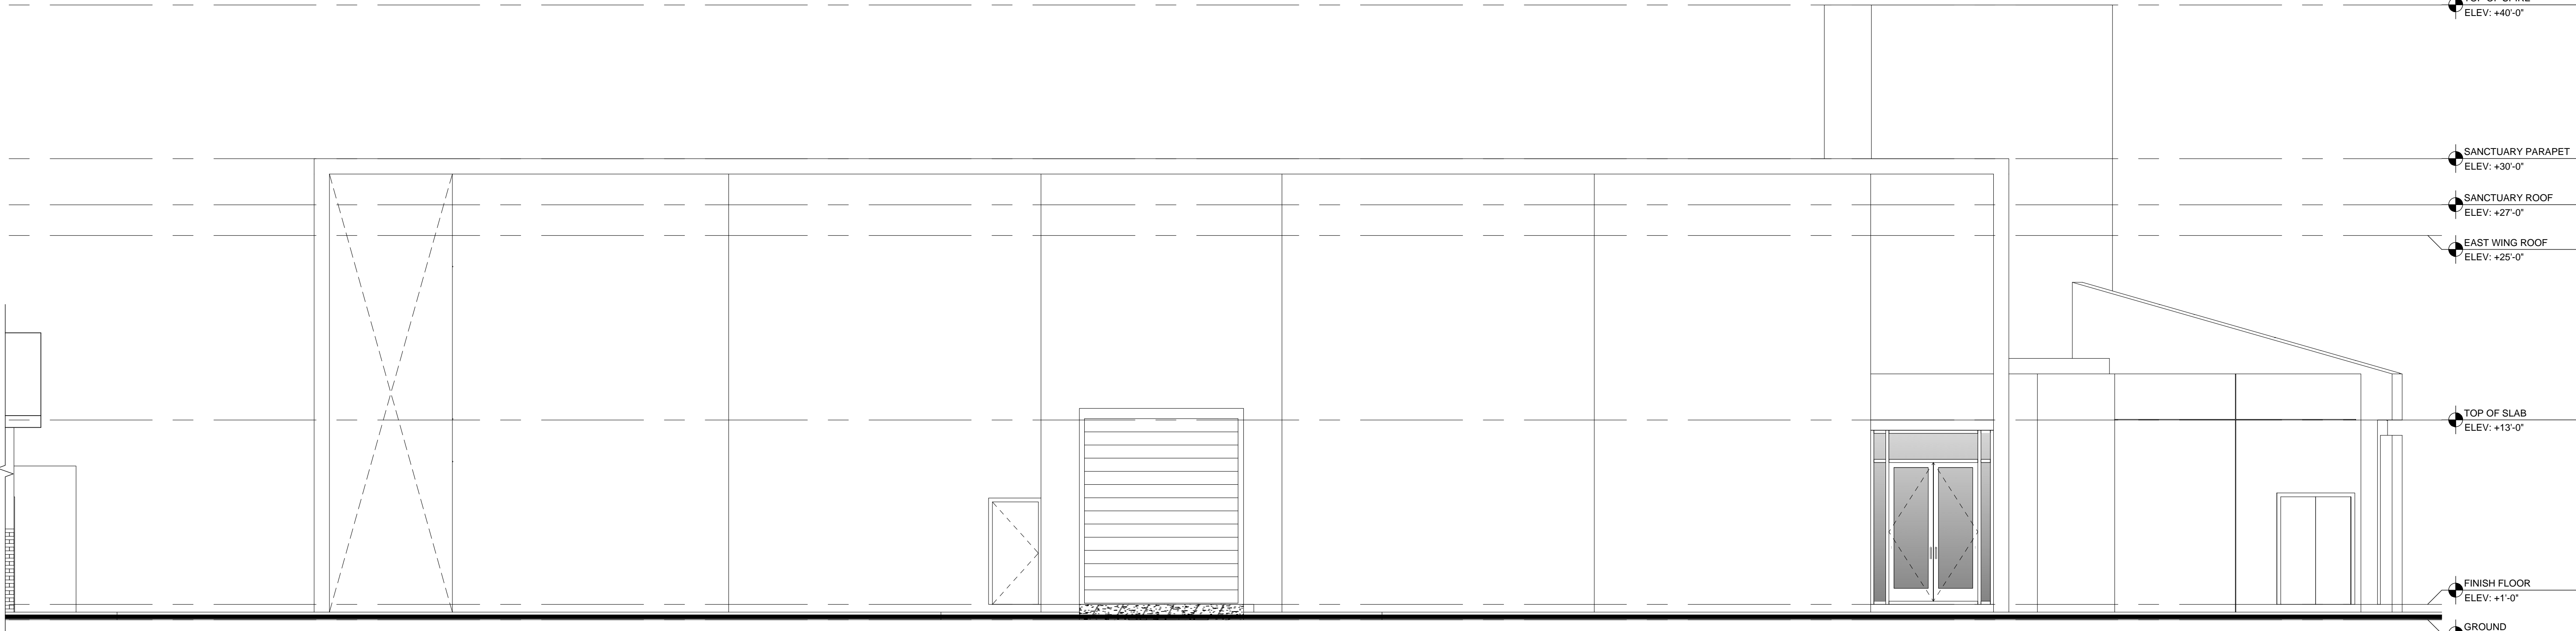 ELEV: +40'-0"
SANCTUARY PARAPET
ELEV: +30'-0"
SANCTUARY ROOF
ELEV: +27'-0"
EAST WING ROOF
ELEV: +25'-0"
TOP OF SLAB
ELEV: +13'-0"
FINISH FLOOR
ELEV: +1'-0"
GROUND